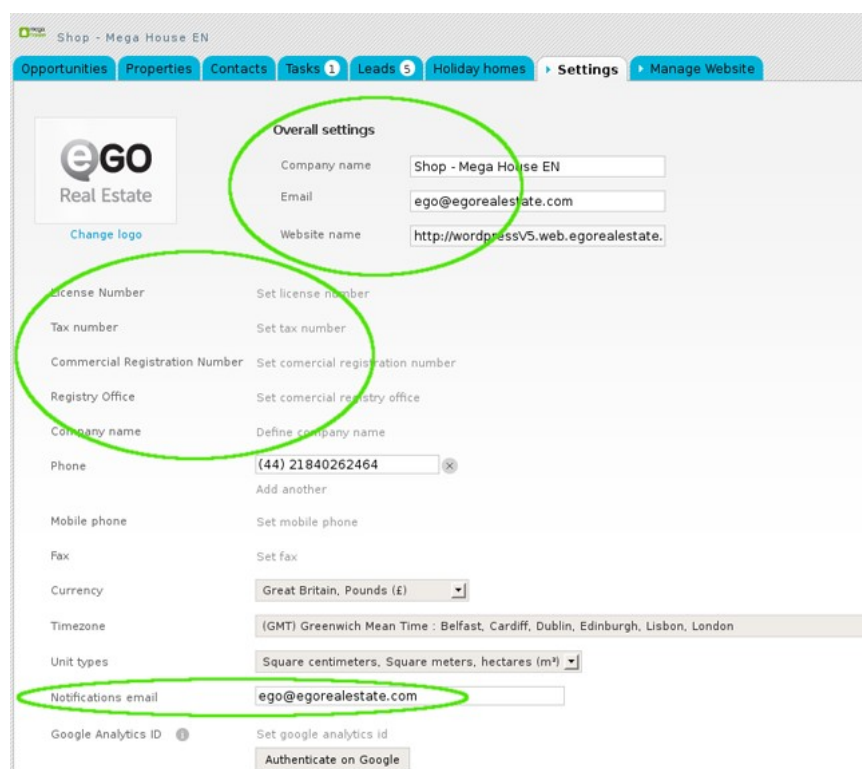 mega house
Shop - Mega House EN
Opportunities Properties Contacts Tasks 1 Leads 5 Holiday homes Settings Manage Website
eGO
Real Estate
Change logo
Overall settings
Company name Shop - Mega House EN
Email ego@egorealestate.com
Website name http://wordpressV5.web.egorealestate.
License Number Set license number
Tax number Set tax number
Commercial Registration Number Set comercial registration number
Registry Office Set comercial registry office
Company name Define company name
Phone (44) 21840262464
Add another
Mobile phone Set mobile phone
Fax Set fax
Currency Great Britain, Pounds (£)
Timezone (GMT) Greenwich Mean Time : Belfast, Cardiff, Dublin, Edinburgh, Lisbon, London
Unit types Square centimeters, Square meters, hectares (m²)
Notifications email ego@egorealestate.com
Google Analytics ID Set google analytics id
Authenticate on Google